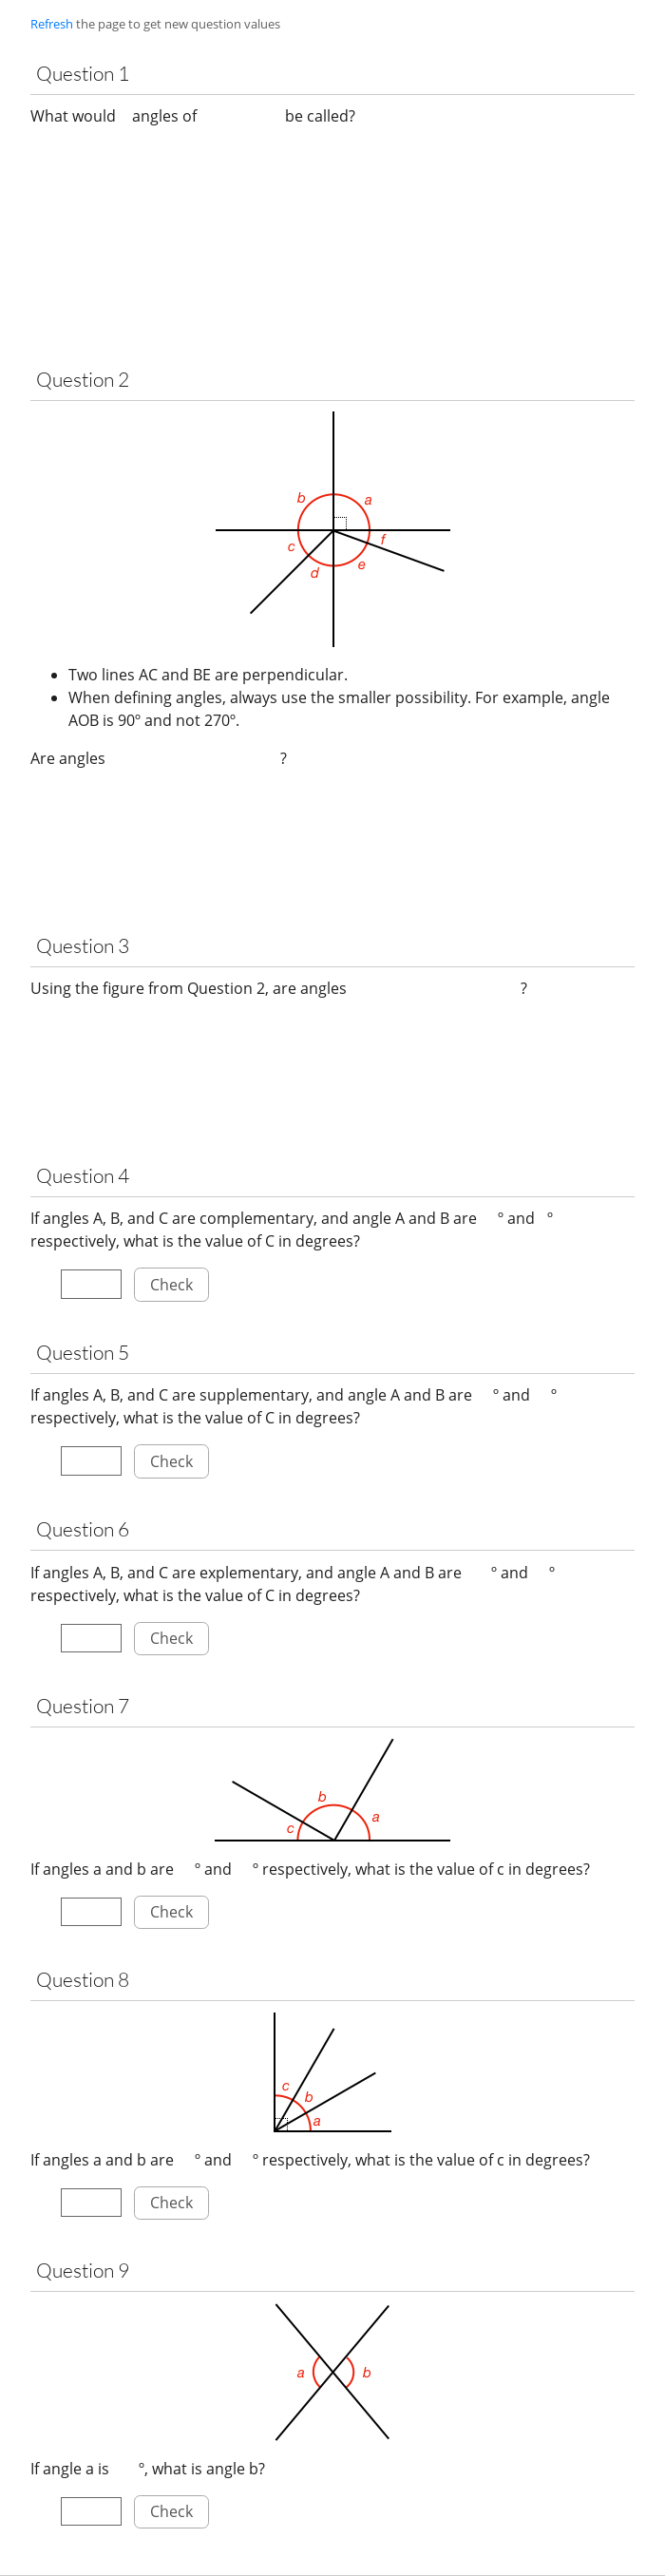 Refresh the page to get new question values
Question 1
What would angles of be called?
Question 2
b
a
c
f
d
e
Two lines AC and BE are perpendicular.
When defining angles, always use the smaller possibility. For example, angle
AOB is 90º and not 270º.
Are angles ?
Question 3
Using the figure from Question 2, are angles ?
Question 4
If angles A, B, and C are complementary, and angle A and B are º and º
respectively, what is the value of C in degrees?
Check
Question 5
If angles A, B, and C are supplementary, and angle A and B are º and º
respectively, what is the value of C in degrees?
Check
Question 6
If angles A, B, and C are explementary, and angle A and B are º and º
respectively, what is the value of C in degrees?
Check
Question 7
b
a
c
If angles a and b are º and º respectively, what is the value of c in degrees?
Check
Question 8
c
b
a
If angles a and b are º and º respectively, what is the value of c in degrees?
Check
Question 9
a
b
If angle a is º, what is angle b?
Check